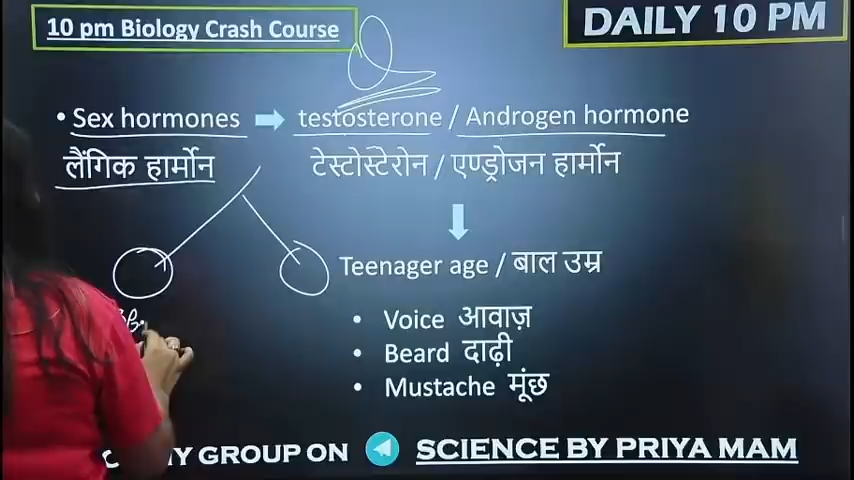 10 pm Biology Crash Course
DAILY 10 PM
• Sex hormones testosterone / Androgen hormone
लैंगिक हार्मोन टेस्टोस्टेरोन / एण्ड्रोजन हार्मोन
Teenager age / बाल उम्र
• Voice आवाज़
• Beard दाढ़ी
• Mustache मूंछ
GROUP ON SCIENCE BY PRIYA MAM